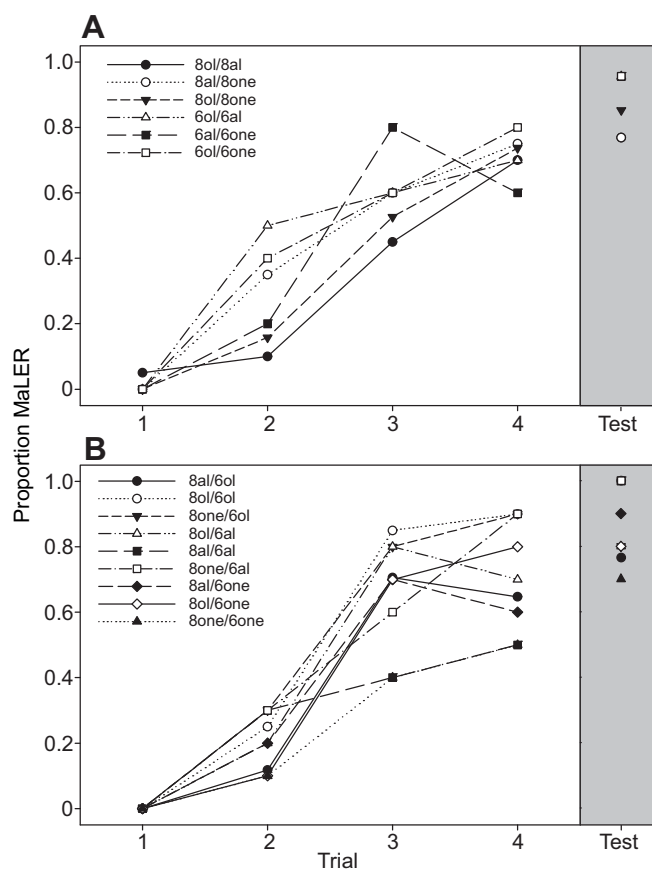 A
1.0
0.8
0.6
0.4
0.2
0
8ol/8al
8al/8one
8ol/8one
6ol/6al
6al/6one
6ol/6one
1 2 3 4 Test
Proportion MaLER
B
1.0
0.8
0.6
0.4
0.2
0
8al/6ol
8ol/6ol
8one/6ol
8ol/6al
8al/6al
8one/6al
8al/6one
8ol/6one
8one/6one
1 2 3 4 Test
Trial